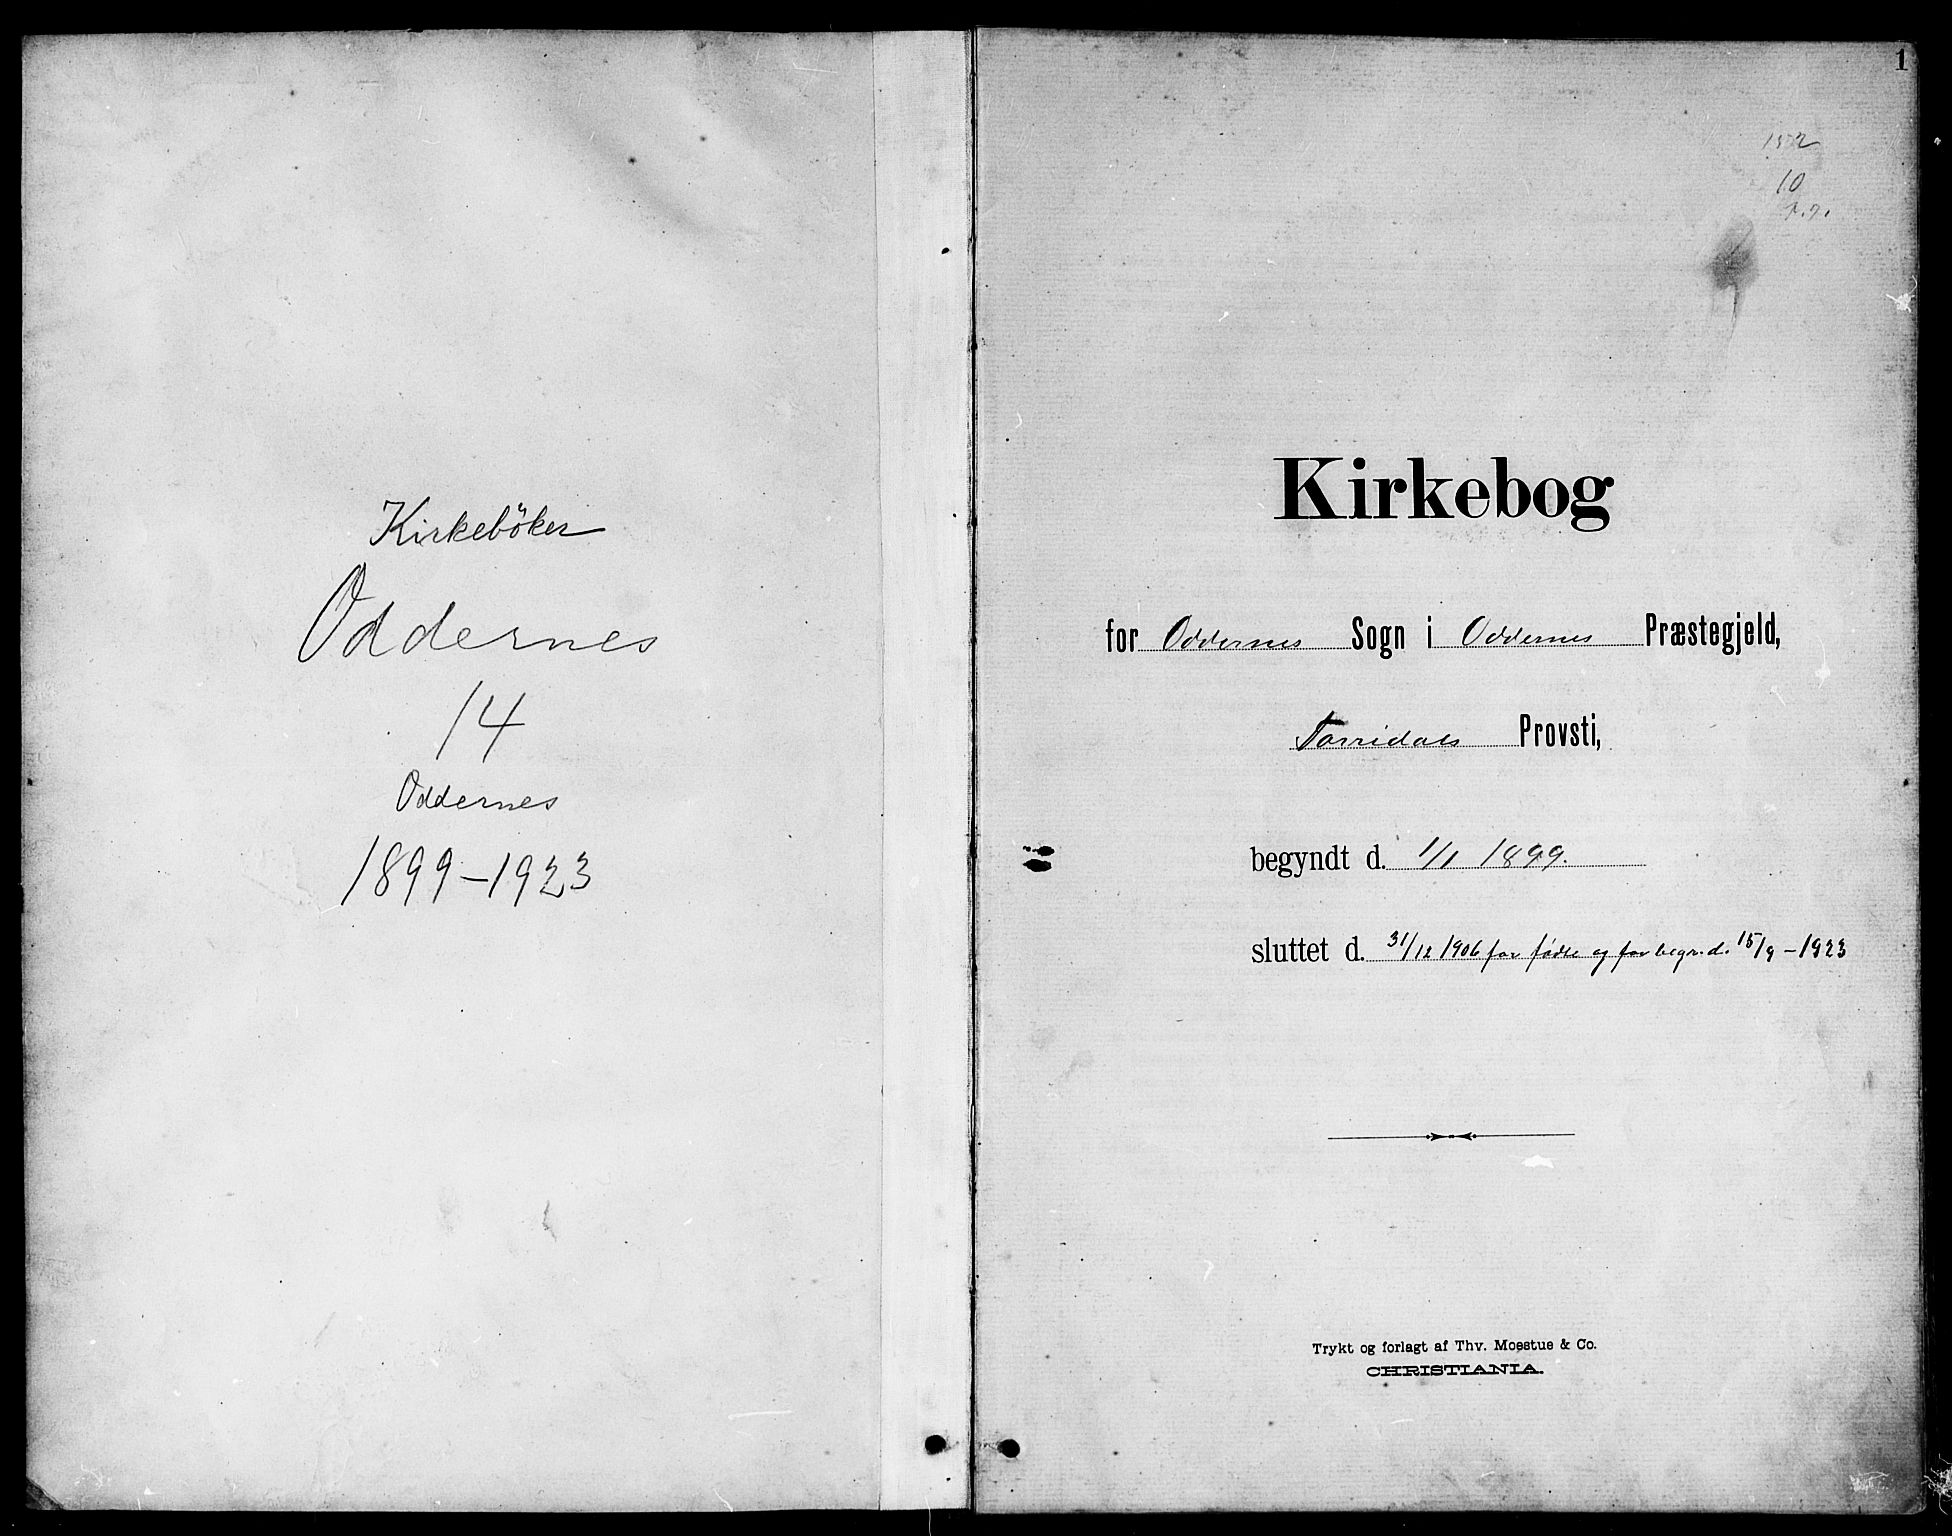 Kirkebøker
Oddernes
14
Oddernes
1899-1923
1
10
Kirkebog
for Oddernes Sogn i Oddernes Præstegjeld,
Torridals Provsti,
begyndt d. 1/1 1899.
sluttet d. 31/12 1906 for fødte og for begr. d. 15/9 - 1923
Trykt og forlagt af Thv. Moestue & Co.
CHRISTIANIA.